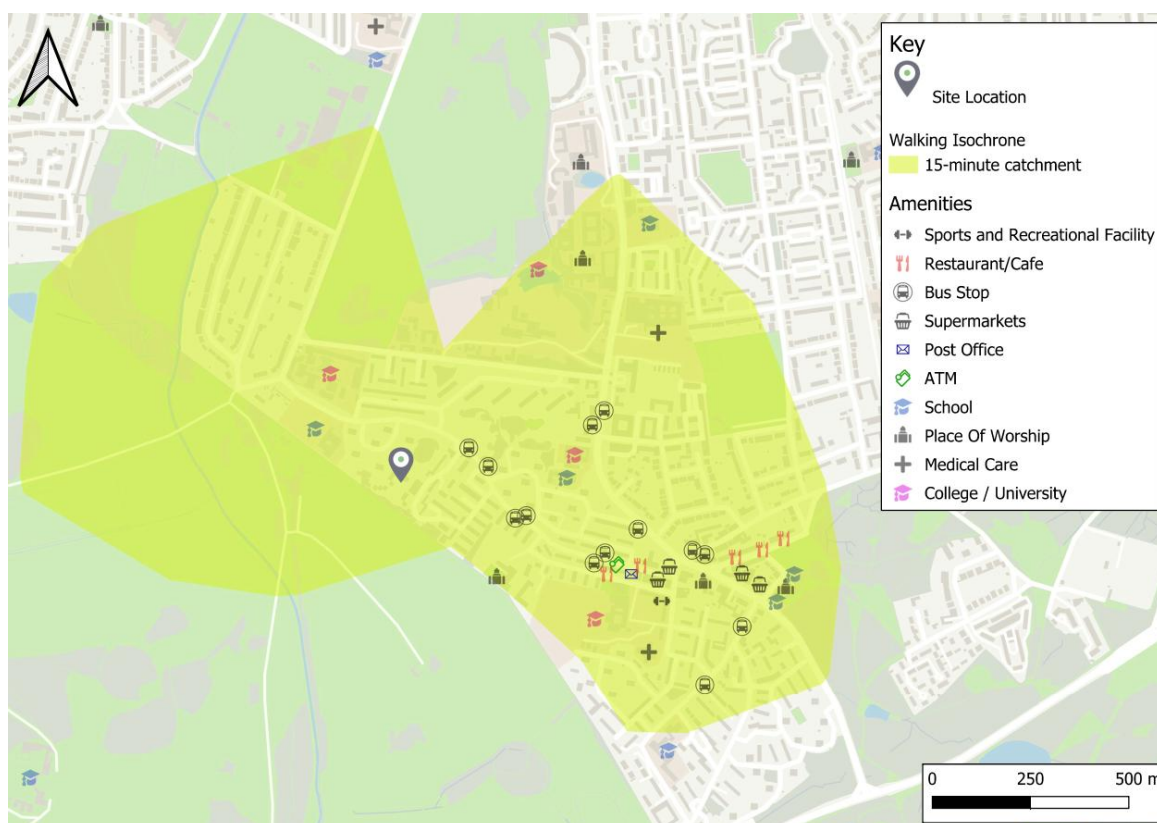 Key
Site Location
Walking Isochrone
15-minute catchment
Amenities
Sports and Recreational Facility
Restaurant/Cafe
Bus Stop
Supermarkets
Post Office
ATM
School
Place Of Worship
Medical Care
College / University
0 250 500 m